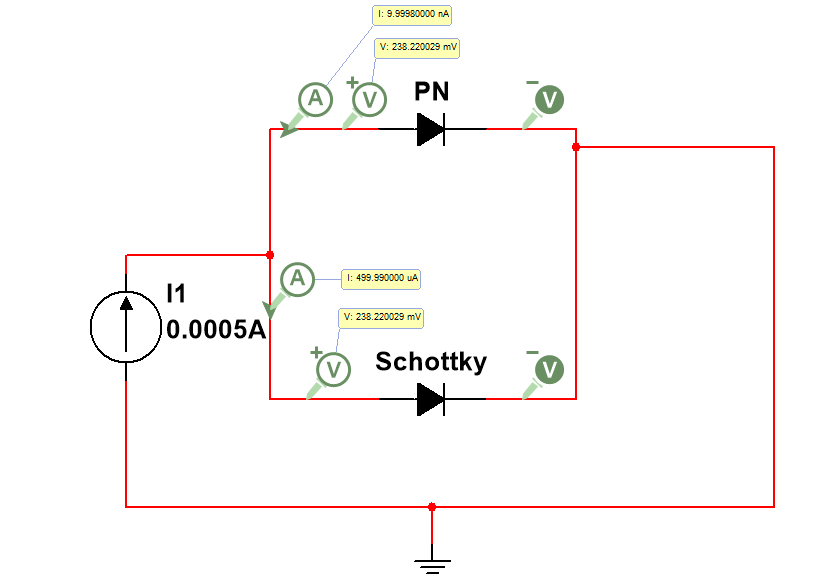 I: 9.99980000 nA
V: 238.220029 mV
A
+
V
PN
−
V
A
I: 499.990000 uA
I1
0.0005A
V: 238.220029 mV
+
V
Schottky
−
V